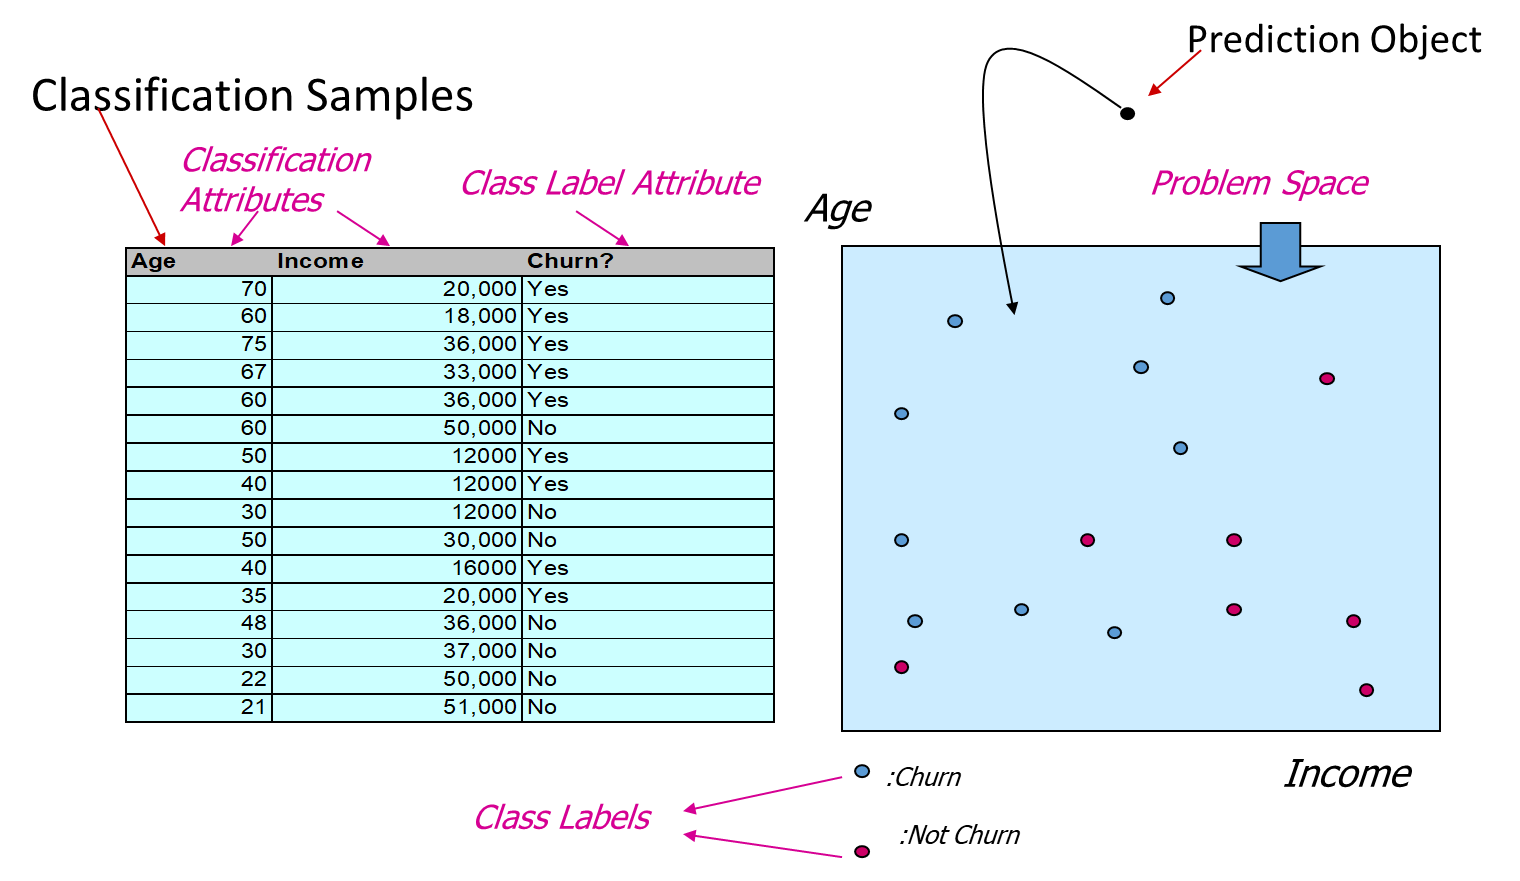 Prediction Object
Classification Samples
Classification
Attributes
Class Label Attribute
Problem Space
Age
Age Income Churn?
70 20,000 Yes
60 18,000 Yes
75 36,000 Yes
67 33,000 Yes
60 36,000 Yes
60 50,000 No
50 12000 Yes
40 12000 Yes
30 12000 No
50 30,000 No
40 16000 Yes
35 20,000 Yes
48 36,000 No
30 37,000 No
22 50,000 No
21 51,000 No
Income
:Churn
Class Labels
:Not Churn